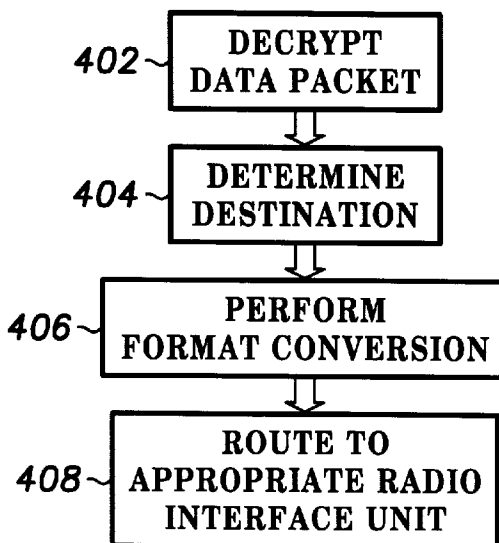 402
DECRYPT
DATA PACKET
404
DETERMINE
DESTINATION
406
PERFORM
FORMAT CONVERSION
408
ROUTE TO
APPROPRIATE RADIO
INTERFACE UNIT